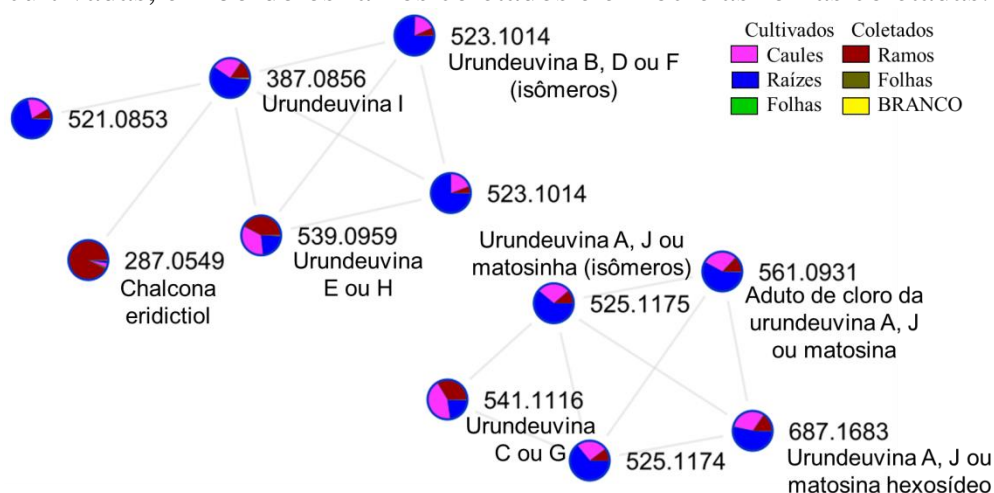 523.1014
Urundeuvina B, D ou F
(isômeros)
Cultivados Coletados
Caules Ramos
Raízes Folhas
Folhas BRANCO
387.0856
Urundeuvina I
521.0853
523.1014
539.0959
Urundeuvina
E ou H
287.0549
Chalcona
eridictiol
Urundeuvina A, J ou
matosinha (isômeros)
525.1175
561.0931
Aduto de cloro da
urundeuvina A, J
ou matosina
541.1116
Urundeuvina
C ou G
525.1174
687.1683
Urundeuvina A, J ou
matosina hexosídeo